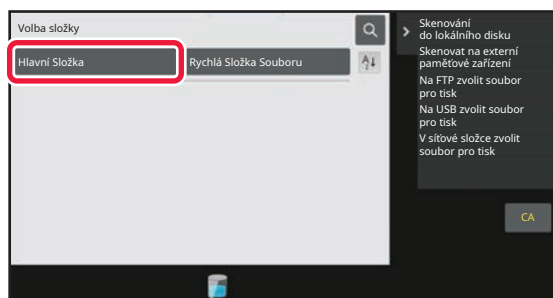 Volba složky
Hlavní Složka
Rychlá Složka Souboru
Skenování
do lokálního disku
Skenovat na externí
paměťové zařízení
Na FTP zvolit soubor
pro tisk
Na USB zvolit soubor
pro tisk
V síťové složce zvolit
soubor pro tisk
CA